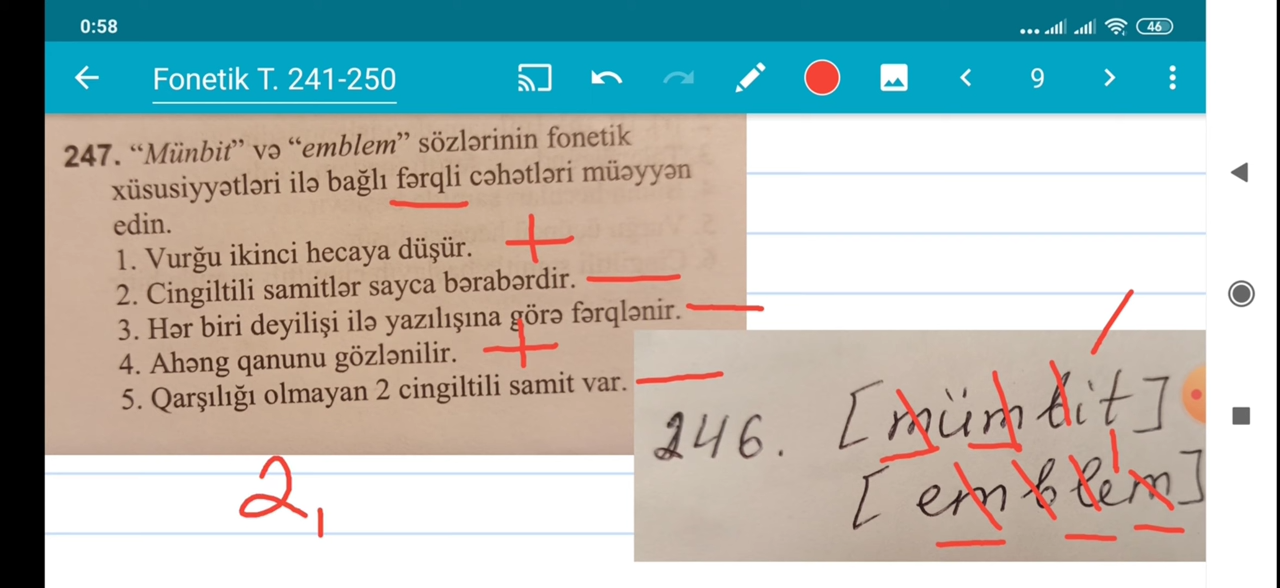 0:58
46
Fonetik T. 241-250
9
247. “Münbit” və “emblem” sözlərinin fonetik
xüsusiyyətləri ilə bağlı fərqli cəhətləri müəyyən
edin.
1. Vurğu ikinci hecaya düşür. +
2. Cingiltili samitlər sayca bərabərdir. —
3. Hər biri deyilişi ilə yazılışına görə fərqlənir. —
4. Ahəng qanunu gözlənilir. +
5. Qarşılığı olmayan 2 cingiltili samit var. —
246. [mümbit]
[emblem]
2,